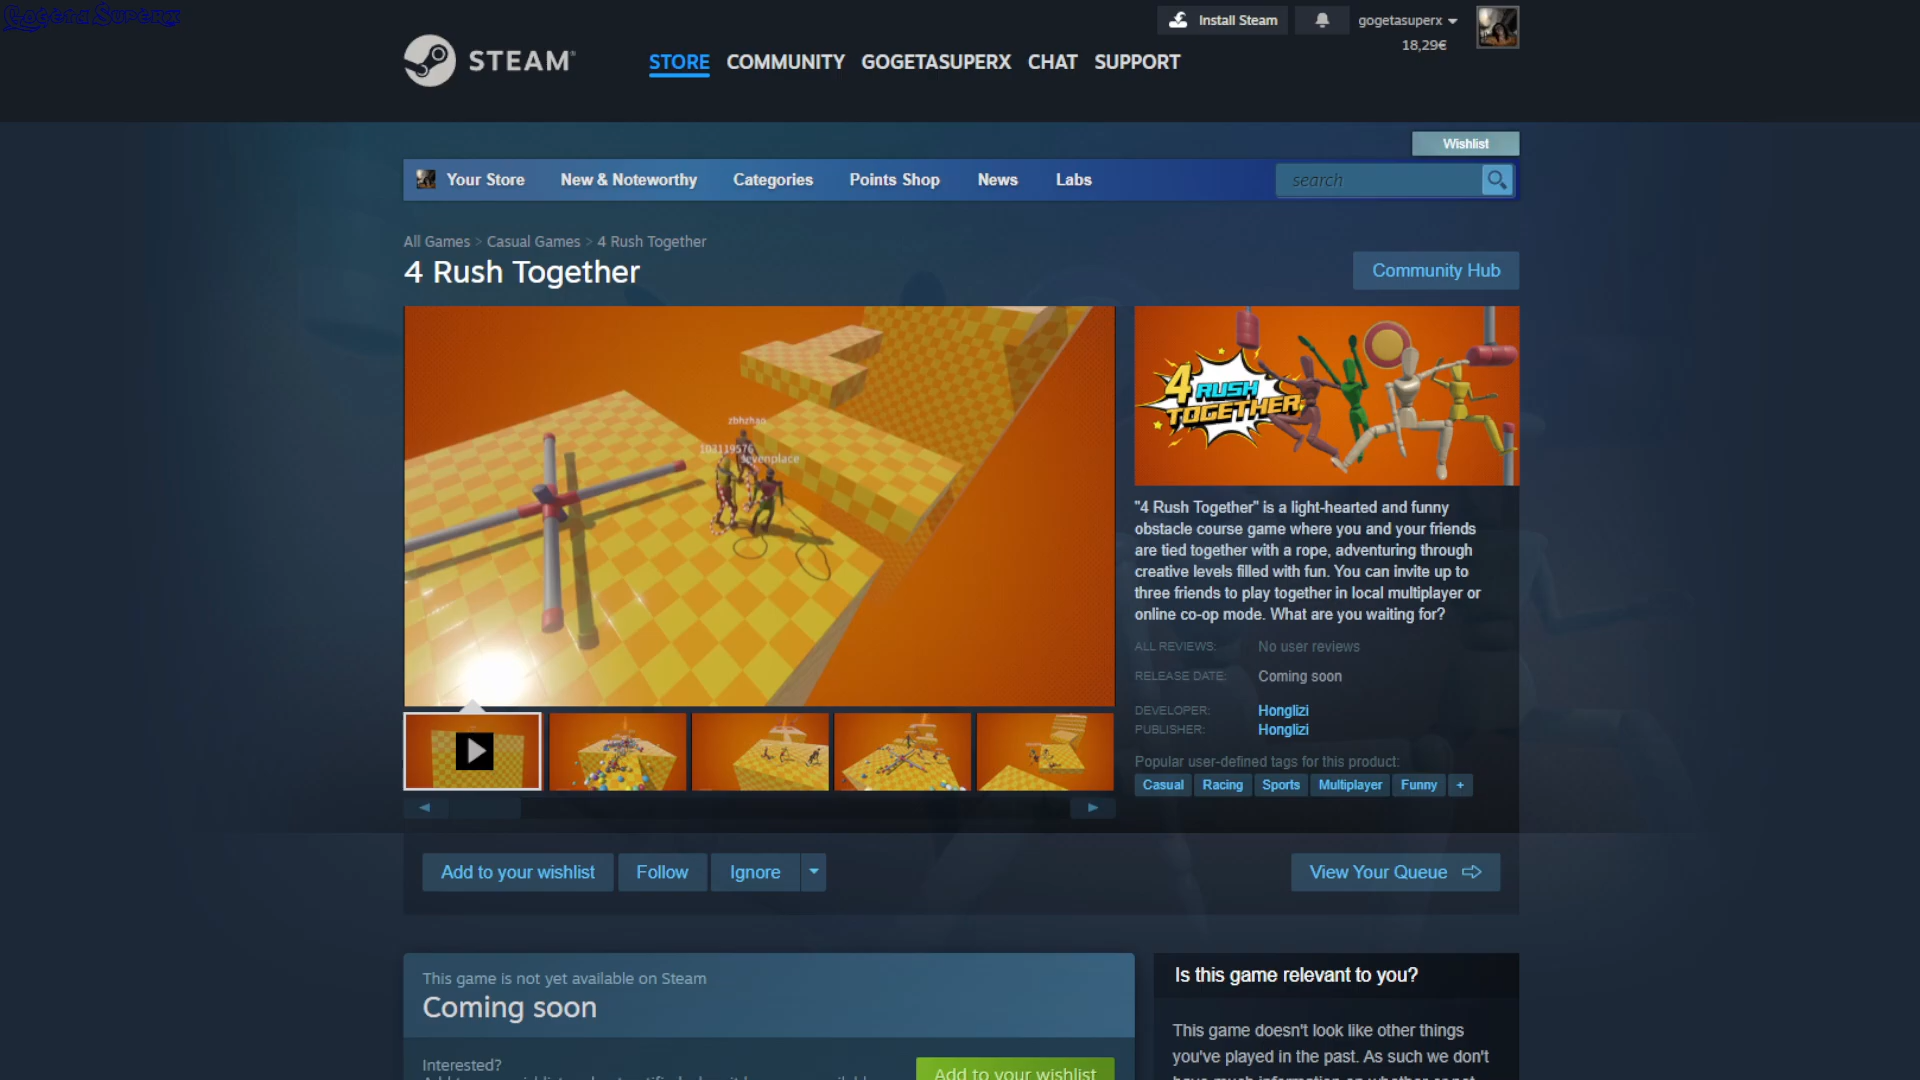 Gogeta Superx
Install Steam
gogetasuperx
18,29€
STEAM®
STORE COMMUNITY GOGETASUPERX CHAT SUPPORT
Wishlist
Your Store New & Noteworthy Categories Points Shop News Labs
search
All Games > Casual Games > 4 Rush Together
4 Rush Together
Community Hub
zbhzhao
103119576
sevenplace
4 RUSH
TOGETHER
"4 Rush Together" is a light-hearted and funny
obstacle course game where you and your friends
are tied together with a rope, adventuring through
creative levels filled with fun. You can invite up to
three friends to play together in local multiplayer or
online co-op mode. What are you waiting for?
ALL REVIEWS: No user reviews
RELEASE DATE: Coming soon
DEVELOPER: Honglizi
PUBLISHER: Honglizi
Popular user-defined tags for this product:
Casual Racing Sports Multiplayer Funny +
Add to your wishlist Follow Ignore
View Your Queue
This game is not yet available on Steam
Coming soon
Interested?
Add to your wishlist
Is this game relevant to you?
This game doesn't look like other things
you've played in the past. As such we don't